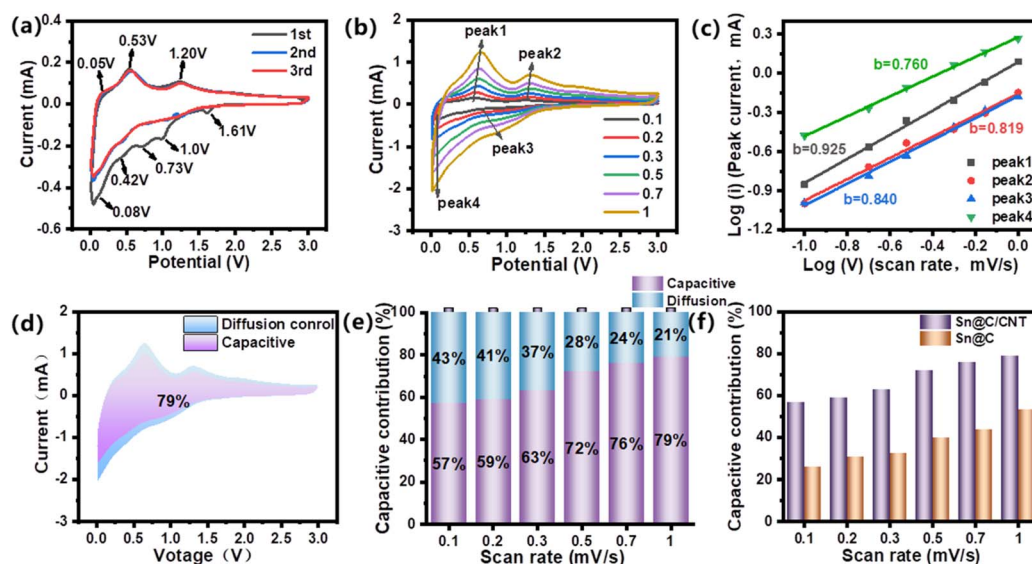 (a)
0.4
0.2
0.0
-0.2
-0.4
-0.6
Current (mA)
0.05V
0.53V
1.20V
1st
2nd
3rd
1.61V
1.0V
0.73V
0.42V
0.08V
0.0 0.5 1.0 1.5 2.0 2.5 3.0
Potential (V)
(b)
2
1
0
-1
-2
-3
Current (mA)
peak1
peak2
peak3
peak4
0.1
0.2
0.3
0.5
0.7
1
0.0 0.5 1.0 1.5 2.0 2.5 3.0
Potential (V)
(c)
0.3
0.0
-0.3
-0.6
-0.9
-1.2
Log (i) (Peak current, mA)
b=0.760
b=0.925
b=0.819
b=0.840
peak1
peak2
peak3
peak4
-1.0 -0.8 -0.6 -0.4 -0.2 0.0
Log (V) (scan rate, mV/s)
(d)
2
1
0
-1
-2
-3
Current (mA)
Diffusion conrol
Capacitive
79%
0.0 0.5 1.0 1.5 2.0 2.5 3.0
Votage (V)
(e)
Capacitive
Diffusion
100
80
60
40
20
0
Capacitive contribution (%)
43% 41% 37% 28% 24% 21%
57% 59% 63% 72% 76% 79%
0.1 0.2 0.3 0.5 0.7 1
Scan rate (mV/s)
(f)
Sn@C/CNT
Sn@C
100
80
60
40
20
0
Capacitive contribution (%)
0.1 0.2 0.3 0.5 0.7 1
Scan rate (mV/s)